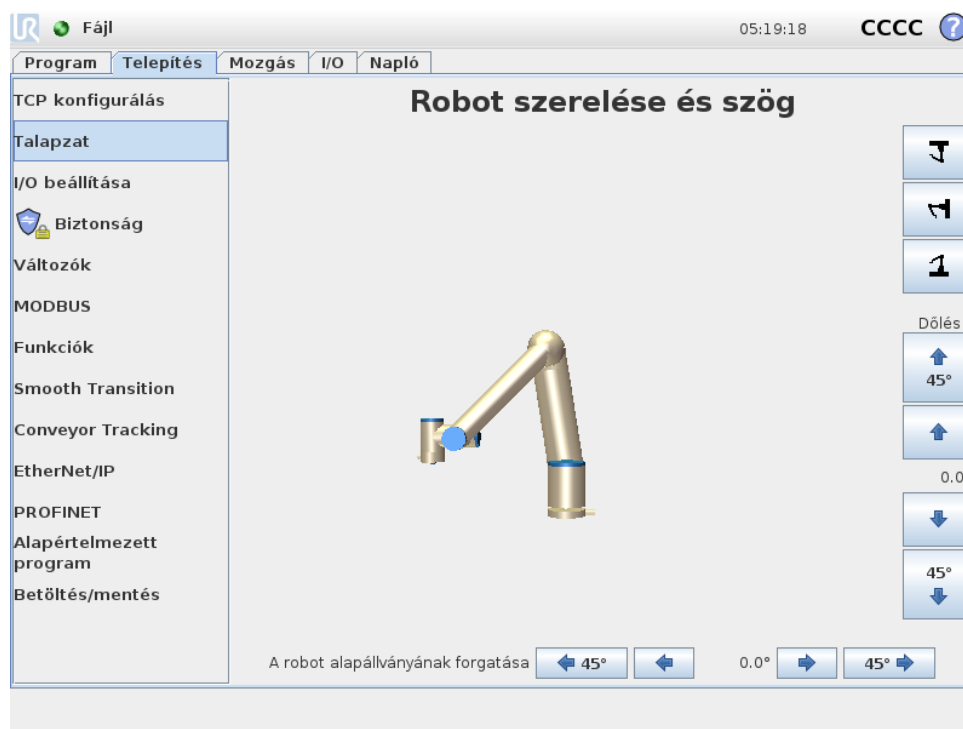 UR Fájl 05:19:18 CCCC ?
Program Telepítés Mozgás I/O Napló
TCP konfigurálás
Talapzat
I/O beállítása
Biztonság
Változók
MODBUS
Funkciók
Smooth Transition
Conveyor Tracking
EtherNet/IP
PROFINET
Alapértelmezett
program
Betöltés/mentés
Robot szerelése és szög
Dőlés
45°
0.0
45°
A robot alapállványának forgatása 45° 0.0° 45°